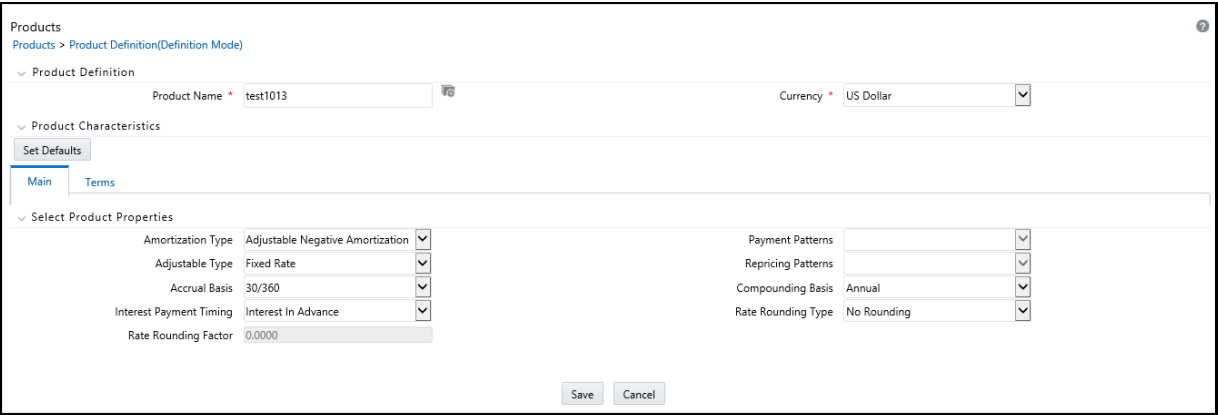 Products
Products > Product Definition(Definition Mode)
Product Definition
Product Name * test1013 Currency * US Dollar
Product Characteristics
Set Defaults
Main Terms
Select Product Properties
Amortization Type Adjustable Negative Amortization Payment Patterns
Adjustable Type Fixed Rate Repricing Patterns
Accrual Basis 30/360 Compounding Basis Annual
Interest Payment Timing Interest In Advance Rate Rounding Type No Rounding
Rate Rounding Factor 0.0000
Save Cancel